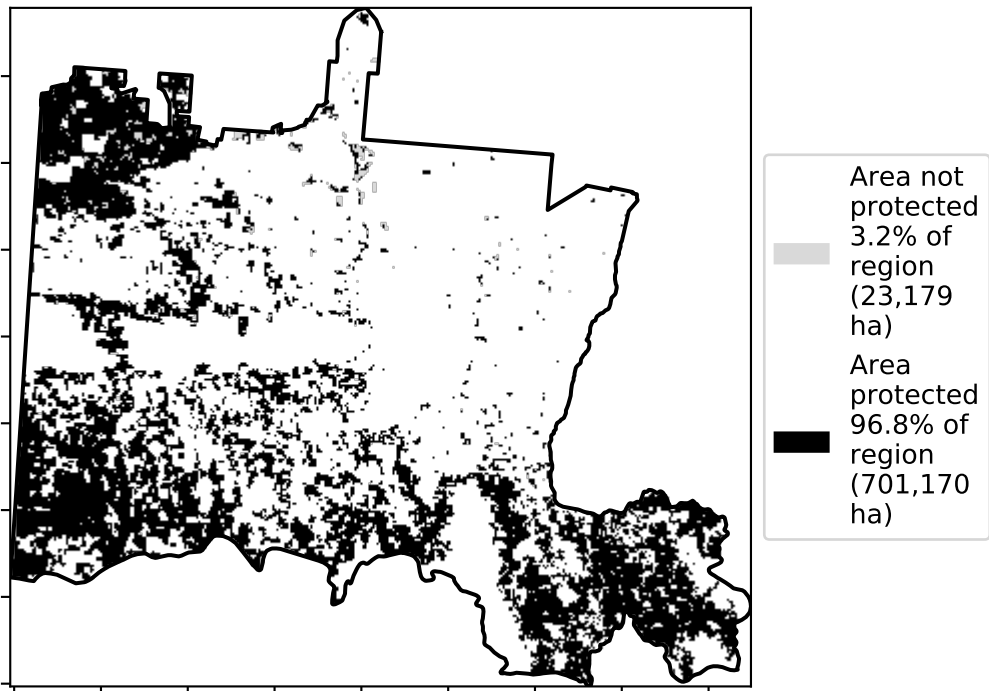 Area not
protected
3.2% of
region
(23,179
ha)
Area
protected
96.8% of
region
(701,170
ha)